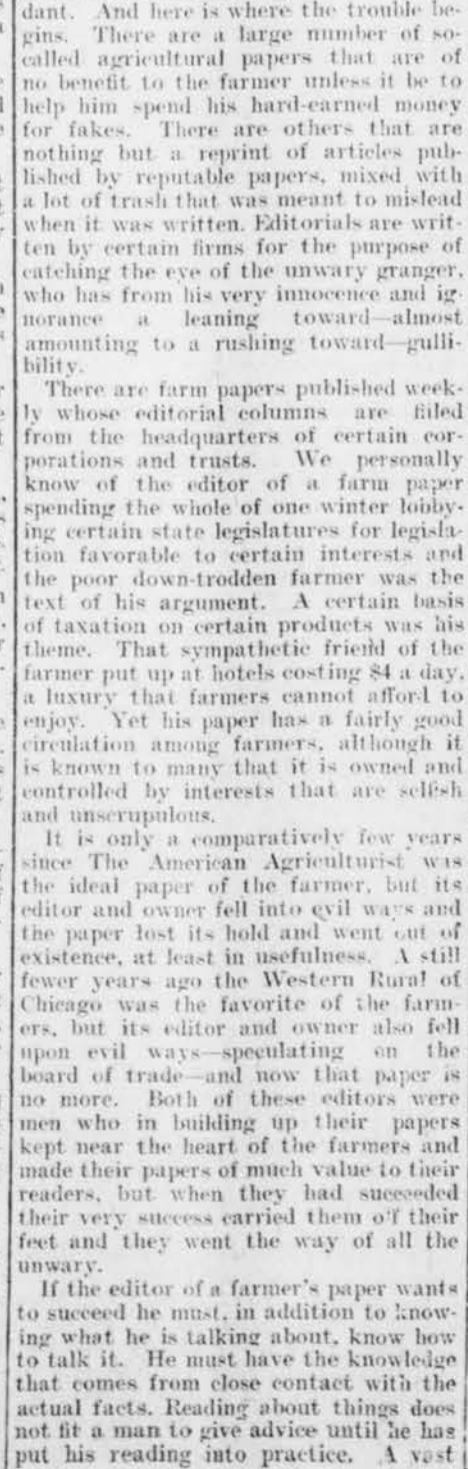 dant. And here is where the trouble be-
gins. There are a large number of so-
called agricultural papers that are of
no benefit to the farmer unless it be to
help him spend his hard-earned money
for fakes. There are others that are
nothing but a reprint of articles pub-
lished by reputable papers, mixed with
a lot of trash that was meant to mislead
when it was written. Editorials are writ-
ten by certain firms for the purpose of
catching the eye of the unwary granger,
who has from his very innocence and ig-
norance a leaning toward—almost
amounting to a rushing toward—gulli-
bility.
There are farm papers published week-
ly whose editorial columns are filled
from the headquarters of certain cor-
porations and trusts. We personally
know of the editor of a farm paper
spending the whole of one winter lobby-
ing certain state legislatures for legisla-
tion favorable to certain interests and
the poor down-trodden farmer was the
text of his argument. A certain basis
of taxation on certain products was his
theme. That sympathetic friend of the
farmer put up at hotels costing $4 a day,
a luxury that farmers cannot afford to
enjoy. Yet his paper has a fairly good
circulation among farmers, although it
is known to many that it is owned and
controlled by interests that are selfish
and unscrupulous.
It is only a comparatively few years
since The American Agriculturist was
the ideal paper of the farmer, but its
editor and owner fell into evil ways and
the paper lost its hold and went out of
existence, at least in usefulness. A still
fewer years ago the Western Rural of
Chicago was the favorite of the farm-
ers, but its editor and owner also fell
upon evil ways—speculating on the
board of trade—and now that paper is
no more. Both of these editors were
men who in building up their papers
kept near the heart of the farmers and
made their papers of much value to their
readers, but when they had succeeded
their very success carried them off their
feet and they went the way of all the
unwary.
If the editor of a farmer's paper wants
to succeed he must, in addition to know-
ing what he is talking about, know how
to talk it. He must have the knowledge
that comes from close contact with the
actual facts. Reading about things does
not fit a man to give advice until he has
put his reading into practice. A vast